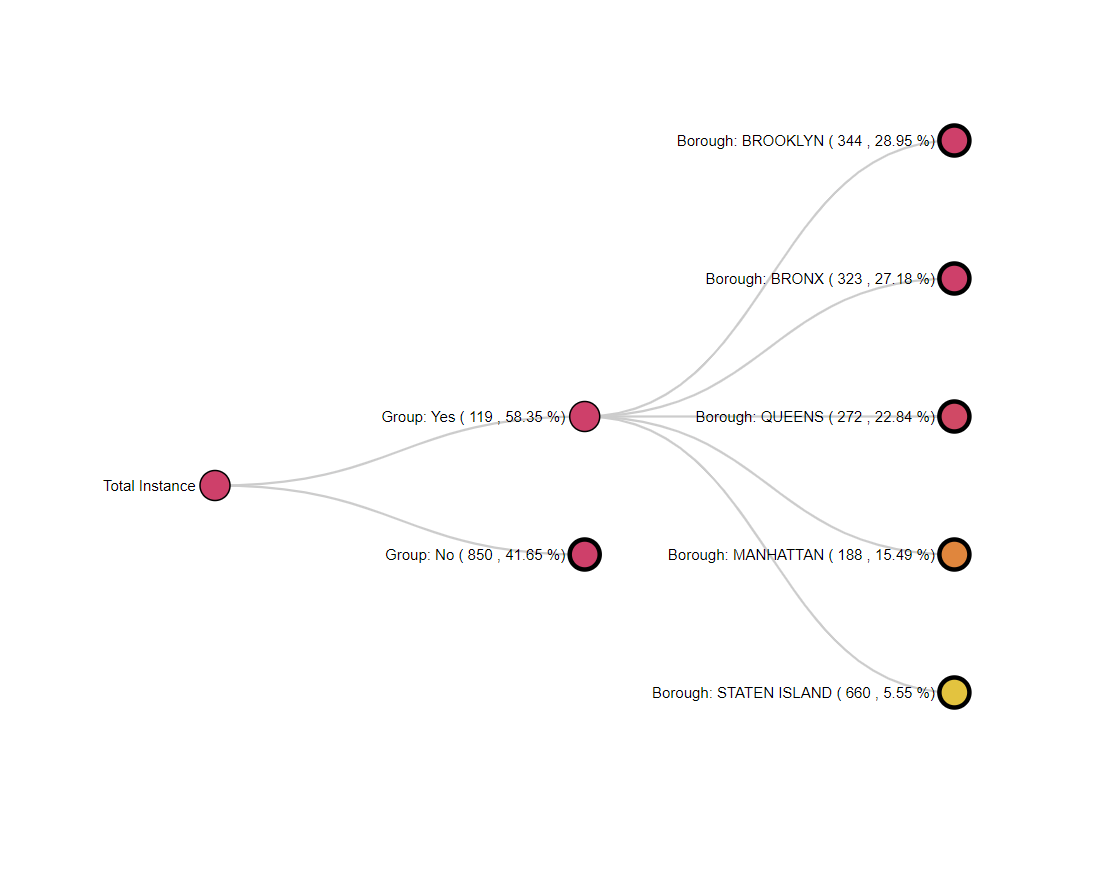 Borough: BROOKLYN ( 344 , 28.95 %)
Borough: BRONX ( 323 , 27.18 %)
Group: Yes ( 119 , 58.35 %)
Borough: QUEENS ( 272 , 22.84 %)
Total Instance
Group: No ( 850 , 41.65 %)
Borough: MANHATTAN ( 188 , 15.49 %)
Borough: STATEN ISLAND ( 660 , 5.55 %)